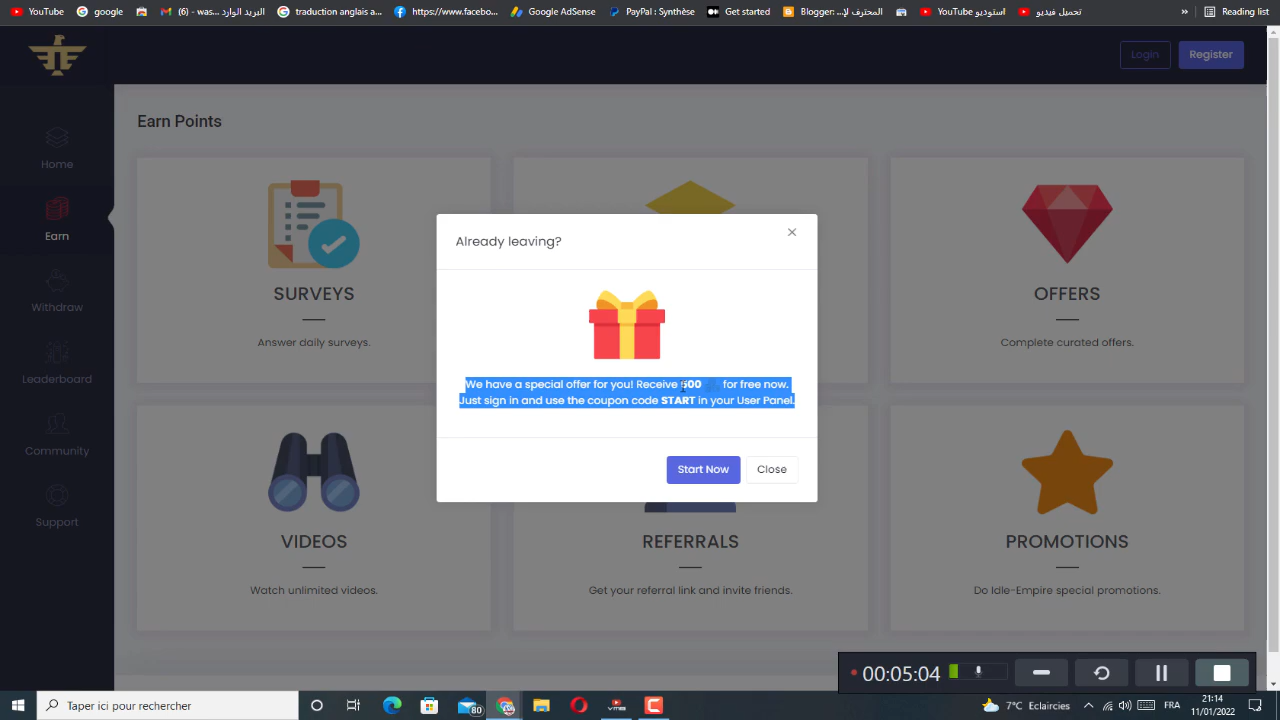 YouTube
google
(6) - was... البريد الوارد
traduction anglais a...
https://www.facebo...
Google AdSense
PayPal : Synthèse
Get started
Blogger المحترف ل...
YouTube استوديو
تحميل فيديو
»
Reading list
Login
Register
Home
Earn
Withdraw
Leaderboard
Community
Support
Earn Points
SURVEYS
Answer daily surveys.
OFFERS
Complete curated offers.
VIDEOS
Watch unlimited videos.
REFERRALS
Get your referral link and invite friends.
PROMOTIONS
Do Idle-Empire special promotions.
Already leaving?
We have a special offer for you! Receive 500 for free now.
Just sign in and use the coupon code START in your User Panel.
Start Now
Close
00:05:04
Taper ici pour rechercher
80
7°C Eclaircies
FRA
21:14
11/01/2022